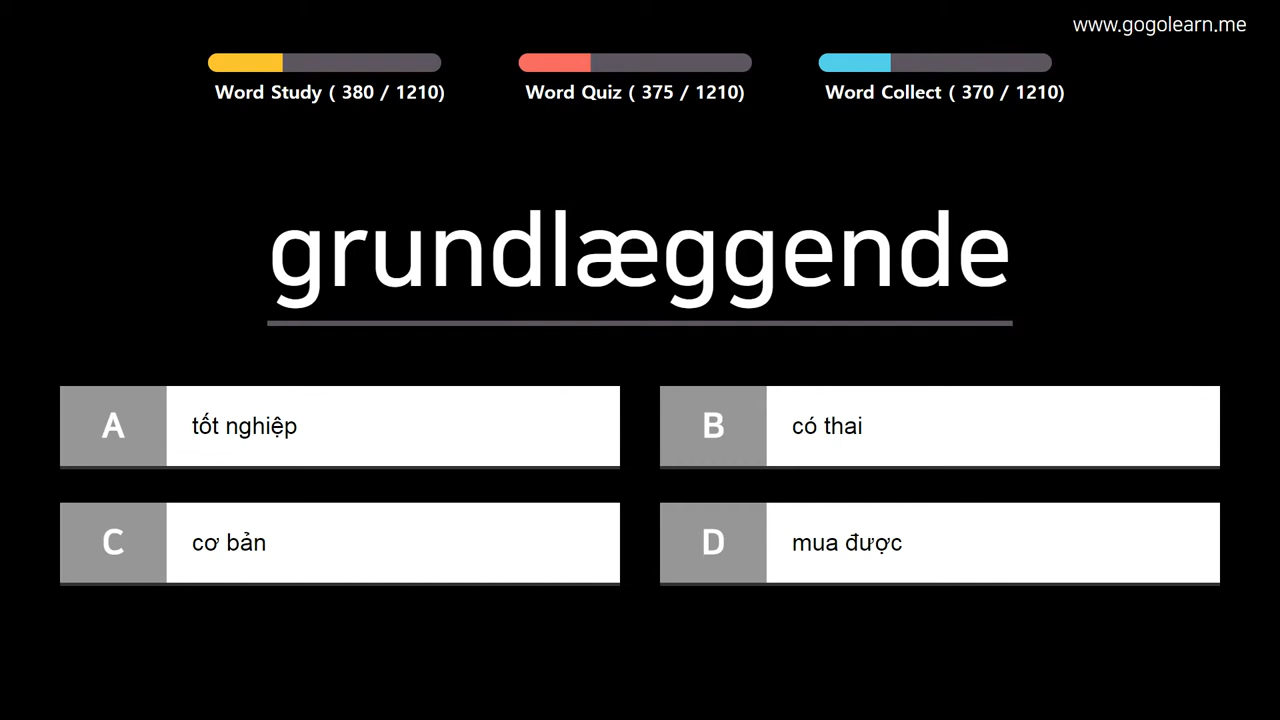 www.gogolearn.me
Word Study ( 380 / 1210)
Word Quiz ( 375 / 1210)
Word Collect ( 370 / 1210)
grundlæggende
A tốt nghiệp
B có thai
C cơ bản
D mua được